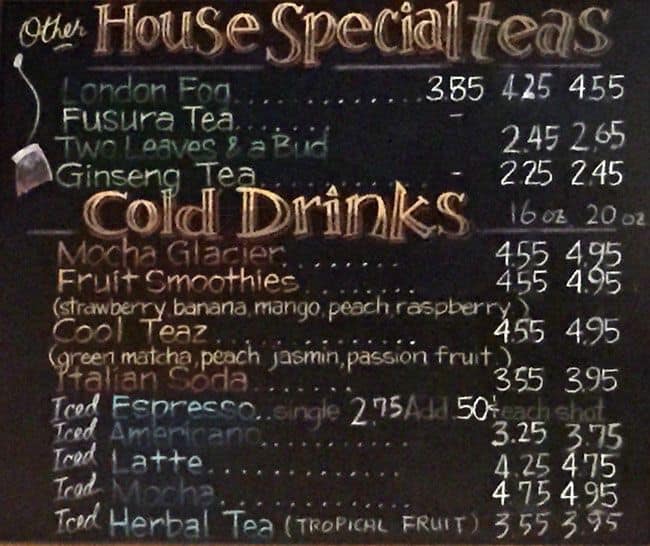 Other House Special teas
London Fog..................3.85 4.25 4.55
Fusura Tea...... -
Two Leaves & a Bud 2.45 2.65
Ginseng Tea............... - 2.25 2.45
Cold Drinks 16 oz 20 oz
Mocha Glacier........ 4.55 4.95
Fruit Smoothies......... 4.55 4.95
(strawberry, banana, mango, peach raspberry)
Cool Teaz............... 4.55 4.95
(green matcha, peach jasmin, passion fruit)
Italian Soda........ 3.55 3.95
Iced Espresso..single 2.75 Add .50¢ each shot
Iced Americano.......... 3.25 3.75
Iced Latte............. 4.25 4.75
Iced Mocha............ 4.75 4.95
Iced Herbal Tea (TROPICAL FRUIT) 3.55 3.95